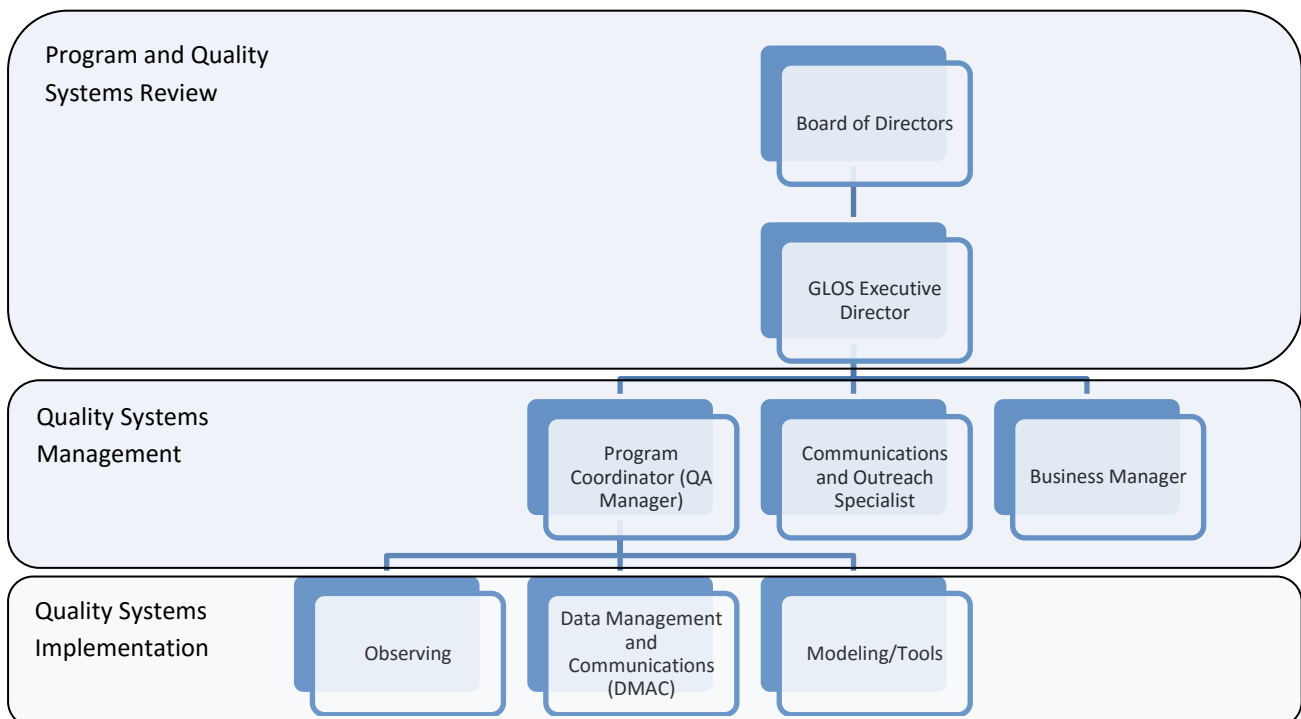 Program and Quality
Systems Review
Board of Directors
GLOS Executive
Director
Quality Systems
Management
Program
Coordinator (QA
Manager)
Communications
and Outreach
Specialist
Business Manager
Quality Systems
Implementation
Observing
Data Management
and
Communications
(DMAC)
Modeling/Tools